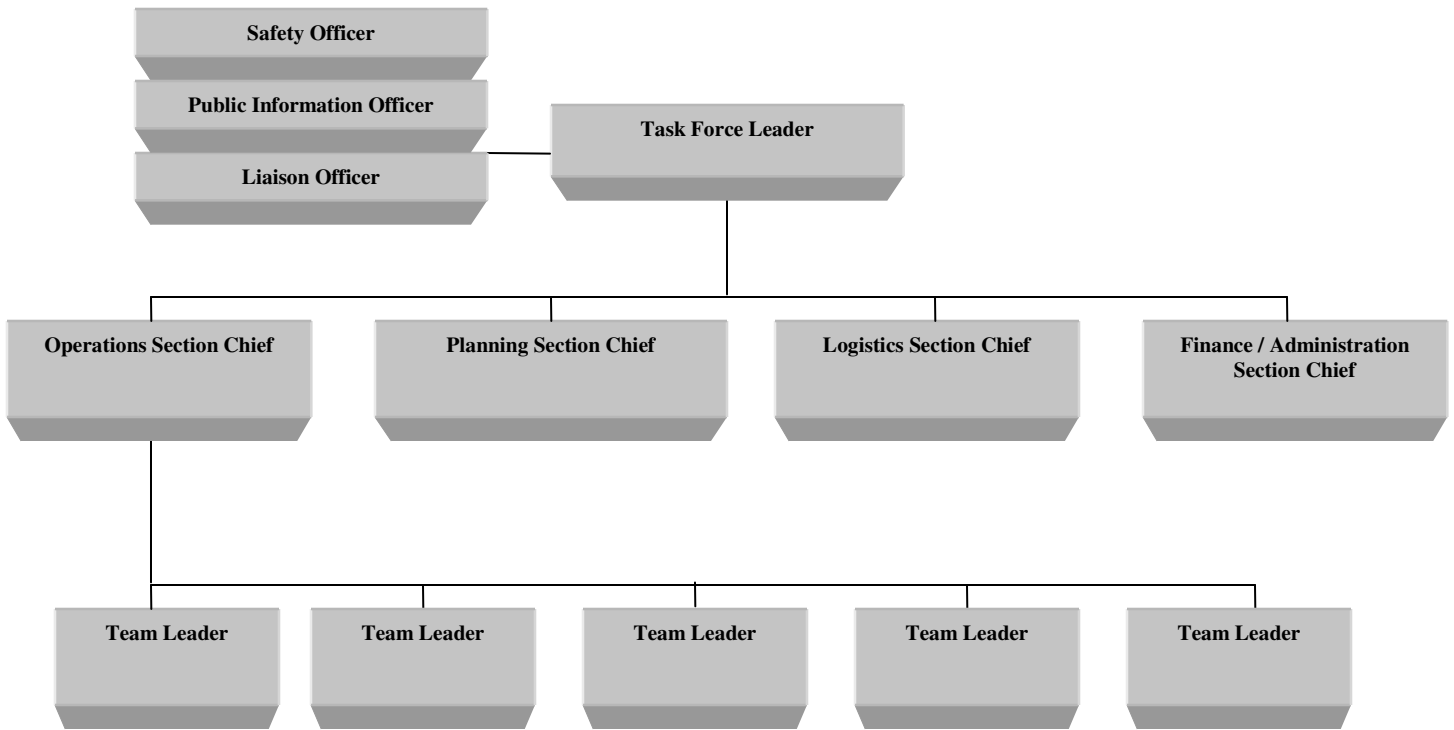 Safety Officer
Public Information Officer
Liaison Officer
Task Force Leader
Operations Section Chief
Planning Section Chief
Logistics Section Chief
Finance / Administration
Section Chief
Team Leader
Team Leader
Team Leader
Team Leader
Team Leader